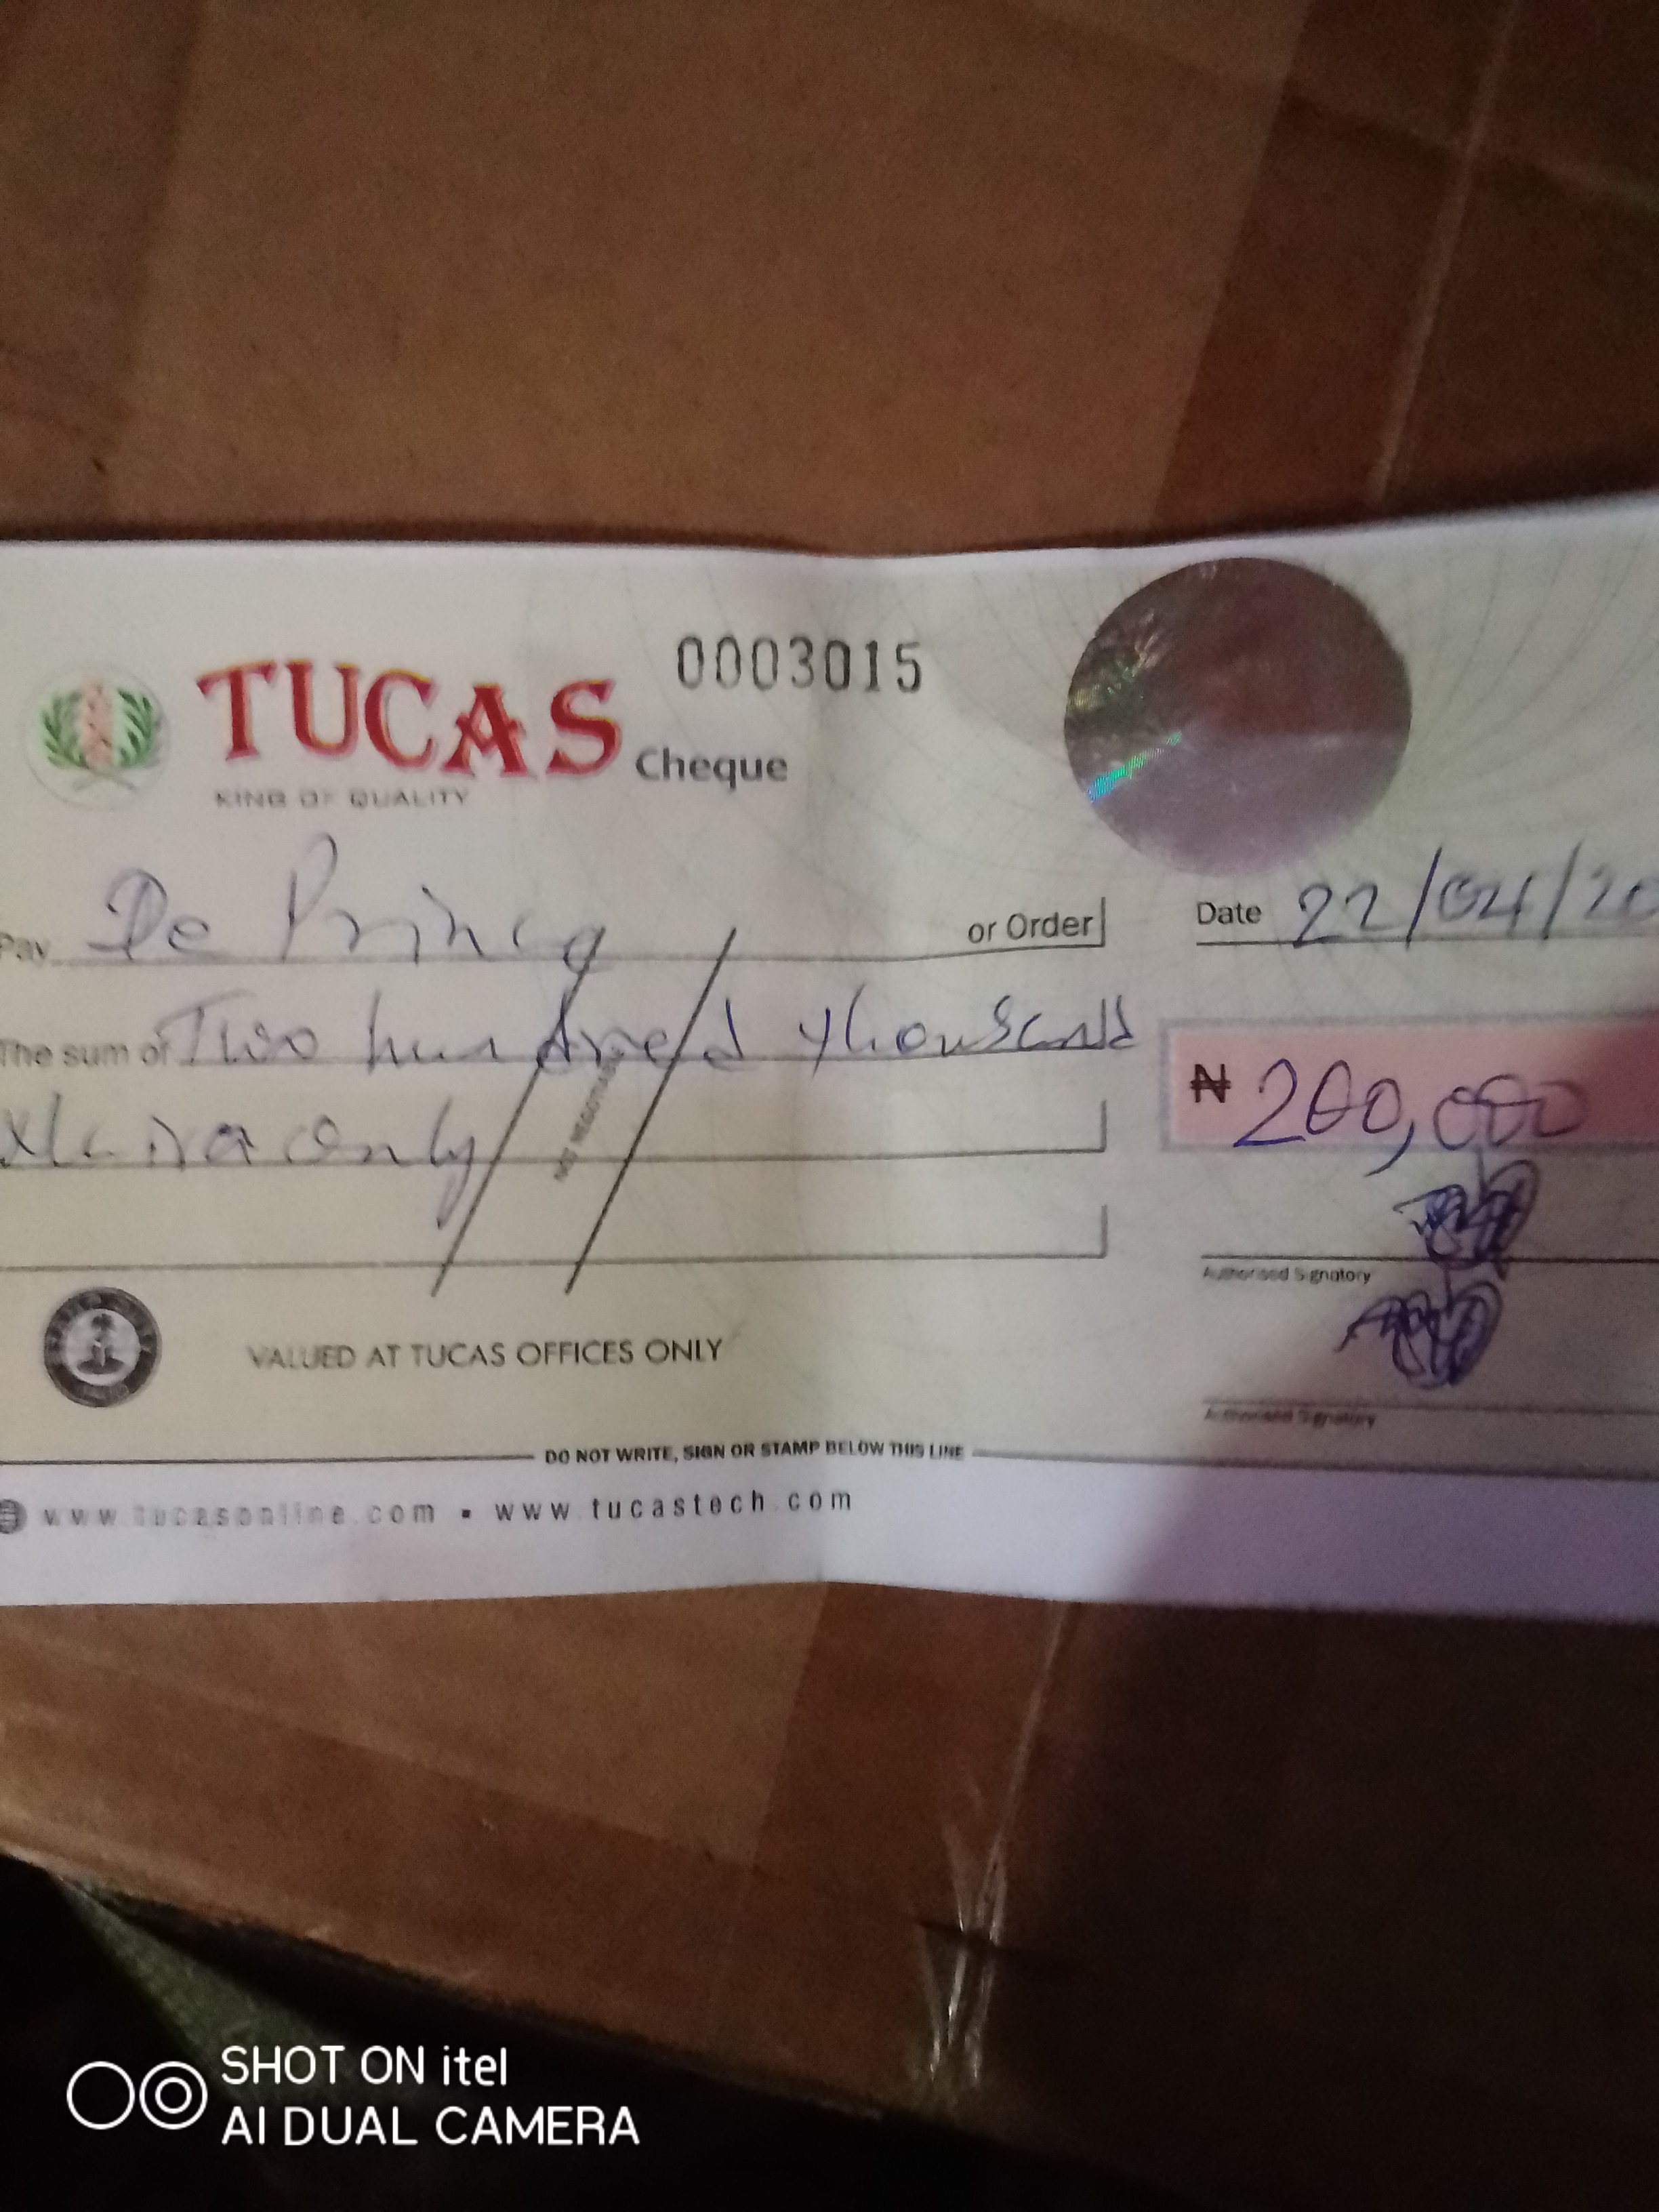 0003015
TUCAS Cheque
KING OF QUALITY
Pay De Prince or Order
Date 22/04/20
The sum of Two hundred thousand
Naira only
₦ 200,000
NOT NEGOTIABLE
Authorised Signatory
VALUED AT TUCAS OFFICES ONLY
Authorised Signatory
DO NOT WRITE, SIGN OR STAMP BELOW THIS LINE
www.tucasonline.com • www.tucastech.com
SHOT ON itel
AI DUAL CAMERA